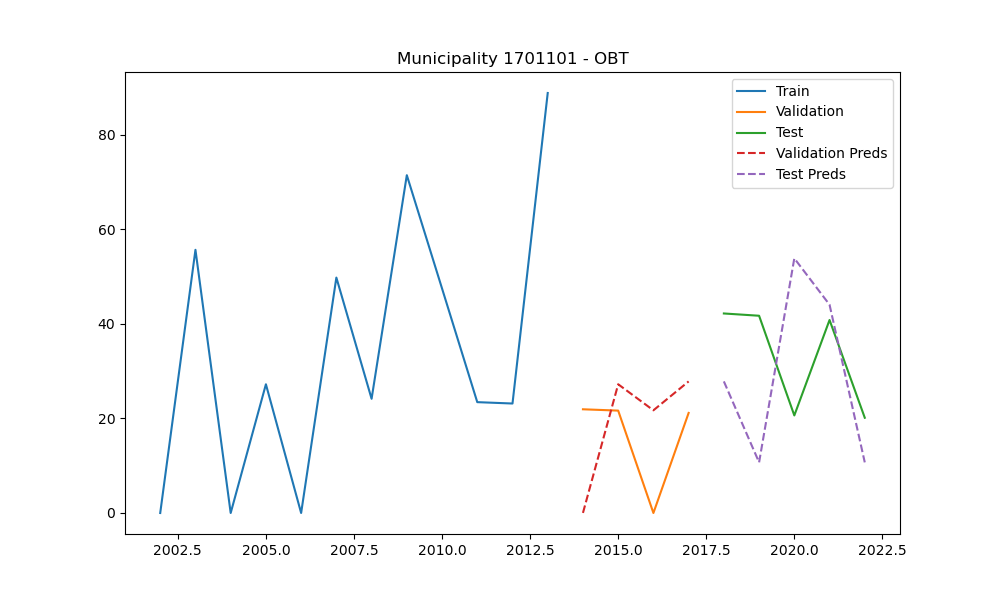 Municipality 1701101 - OBT
Train
Validation
Test
Validation Preds
Test Preds
80
60
40
20
0
2002.5 2005.0 2007.5 2010.0 2012.5 2015.0 2017.5 2020.0 2022.5